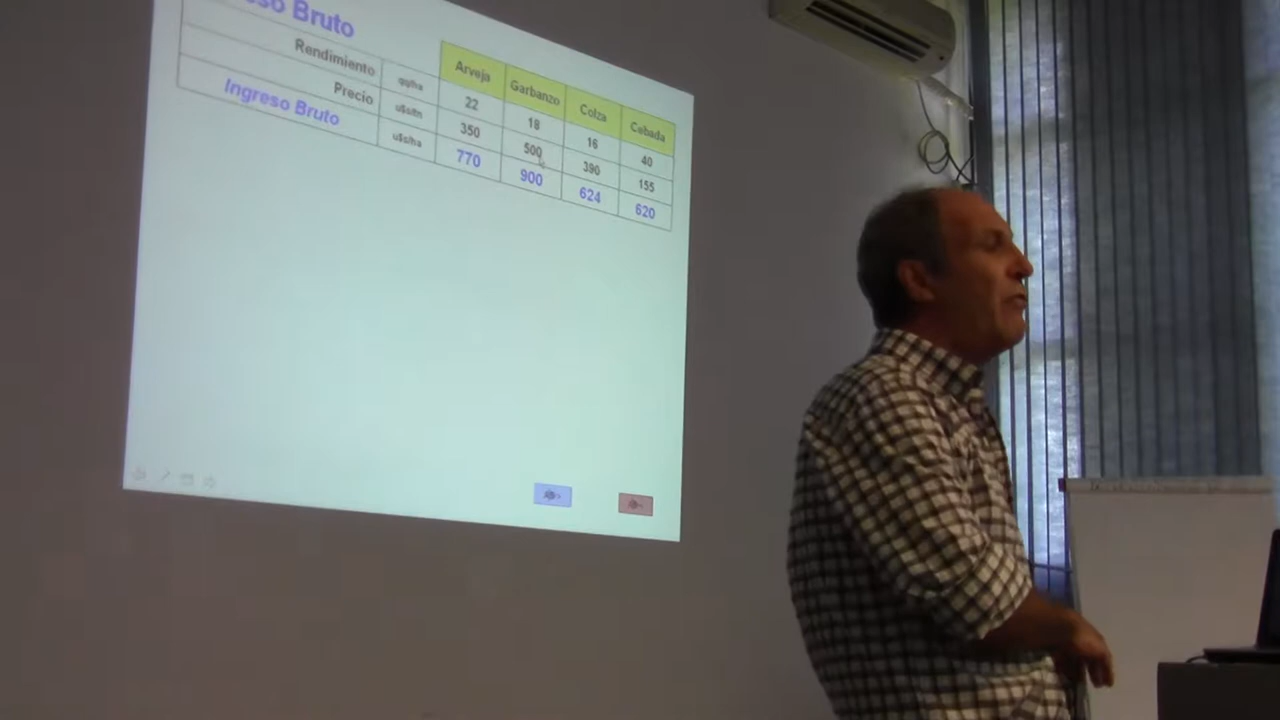 so Bruto
Arveja Garbanzo Colza Cebada
Rendimiento qq/ha 22 18 16 40
Precio u$s/tn 350 500 390 155
Ingreso Bruto u$s/ha 770 900 624 620